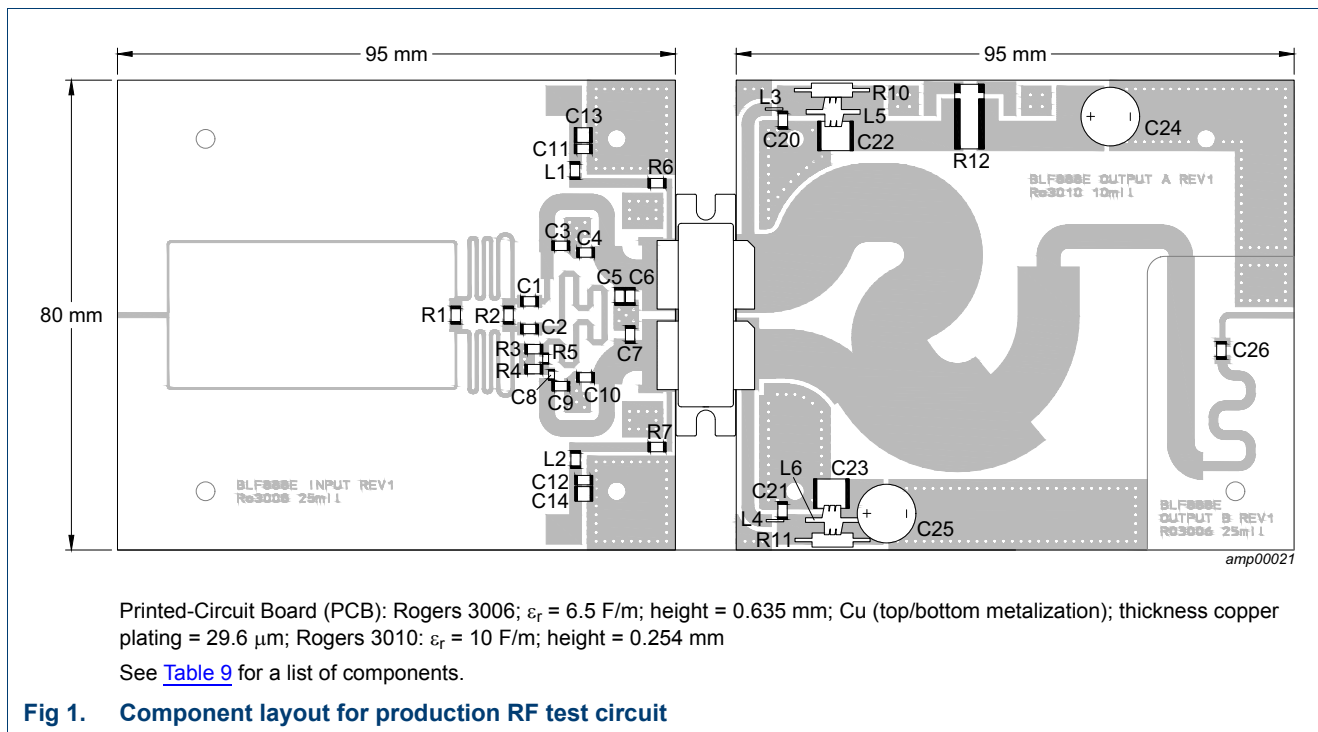 95 mm
95 mm
80 mm
C13
C11
L1
R6
C3
C4
C5 C6
C1
R1
R2
C2
C7
R3
R5
R4
C8
C9
C10
R7
L2
C12
C14
BLF888E INPUT REV1
Ro3006 25mil
L3
R10
L5
C20
C22
R12
C24
BLF888E OUTPUT A REV1
Ro3010 10mil
C26
L6
C23
C21
L4
C25
R11
BLF888E
OUTPUT B REV1
RO3006 25mil
+ −
+ −
amp00021
Printed-Circuit Board (PCB): Rogers 3006; εr = 6.5 F/m; height = 0.635 mm; Cu (top/bottom metalization); thickness copper
plating = 29.6 μm; Rogers 3010: εr = 10 F/m; height = 0.254 mm
See Table 9 for a list of components.
Fig 1. Component layout for production RF test circuit